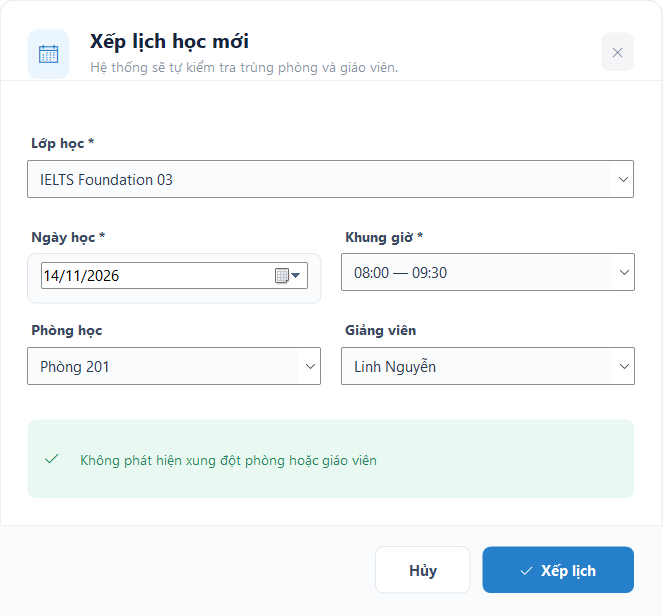 Xếp lịch học mới
Hệ thống sẽ tự kiểm tra trùng phòng và giáo viên.
Lớp học *
IELTS Foundation 03
Ngày học *
Khung giờ *
14/11/2026
08:00 — 09:30
Phòng học
Giảng viên
Phòng 201
Linh Nguyễn
Không phát hiện xung đột phòng hoặc giáo viên
Hủy
Xếp lịch